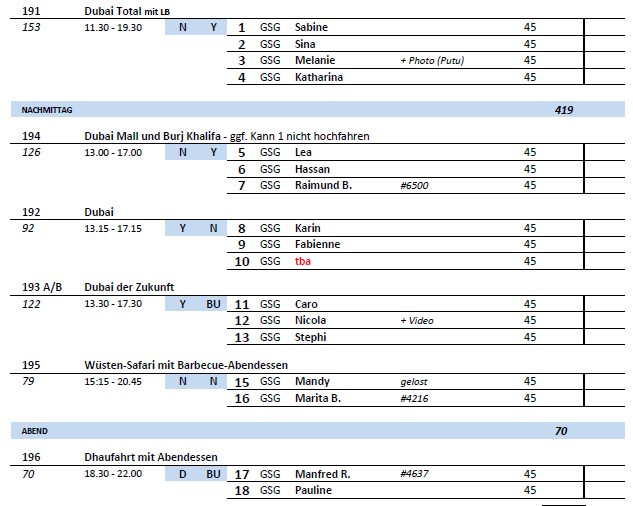 191 Dubai Total mit LB
153 11.30 - 19.30 N Y 1 GSG Sabine 45
2 GSG Sina 45
3 GSG Melanie + Photo (Putu) 45
4 GSG Katharina 45
NACHMITTAG 419
194 Dubai Mall und Burj Khalifa - ggf. Kann 1 nicht hochfahren
126 13.00 - 17.00 N Y 5 GSG Lea 45
6 GSG Hassan 45
7 GSG Raimund B. #6500 45
192 Dubai
92 13.15 - 17.15 Y N 8 GSG Karin 45
9 GSG Fabienne 45
10 GSG tba 45
193 A/B Dubai der Zukunft
122 13.30 - 17.30 Y BU 11 GSG Caro 45
12 GSG Nicola + Video 45
13 GSG Stephi 45
195 Wüsten-Safari mit Barbecue-Abendessen
79 15:15 - 20.45 N N 15 GSG Mandy gelost 45
16 GSG Marita B. #4216 45
ABEND 70
196 Dhaufahrt mit Abendessen
70 18.30 - 22.00 D BU 17 GSG Manfred R. #4637 45
18 GSG Pauline 45